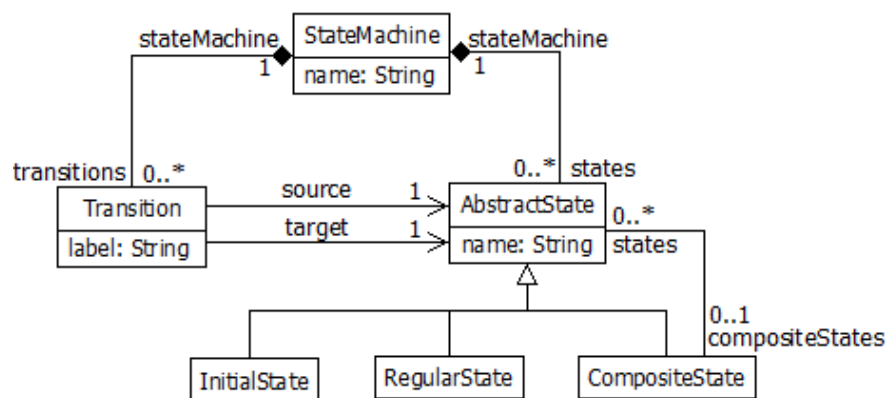 stateMachine
StateMachine
stateMachine
1
name: String
1
transitions
0..*
0..*
states
Transition
source
1
AbstractState
0..*
label: String
target
1
name: String
states
0..1
compositeStates
InitialState
RegularState
CompositeState